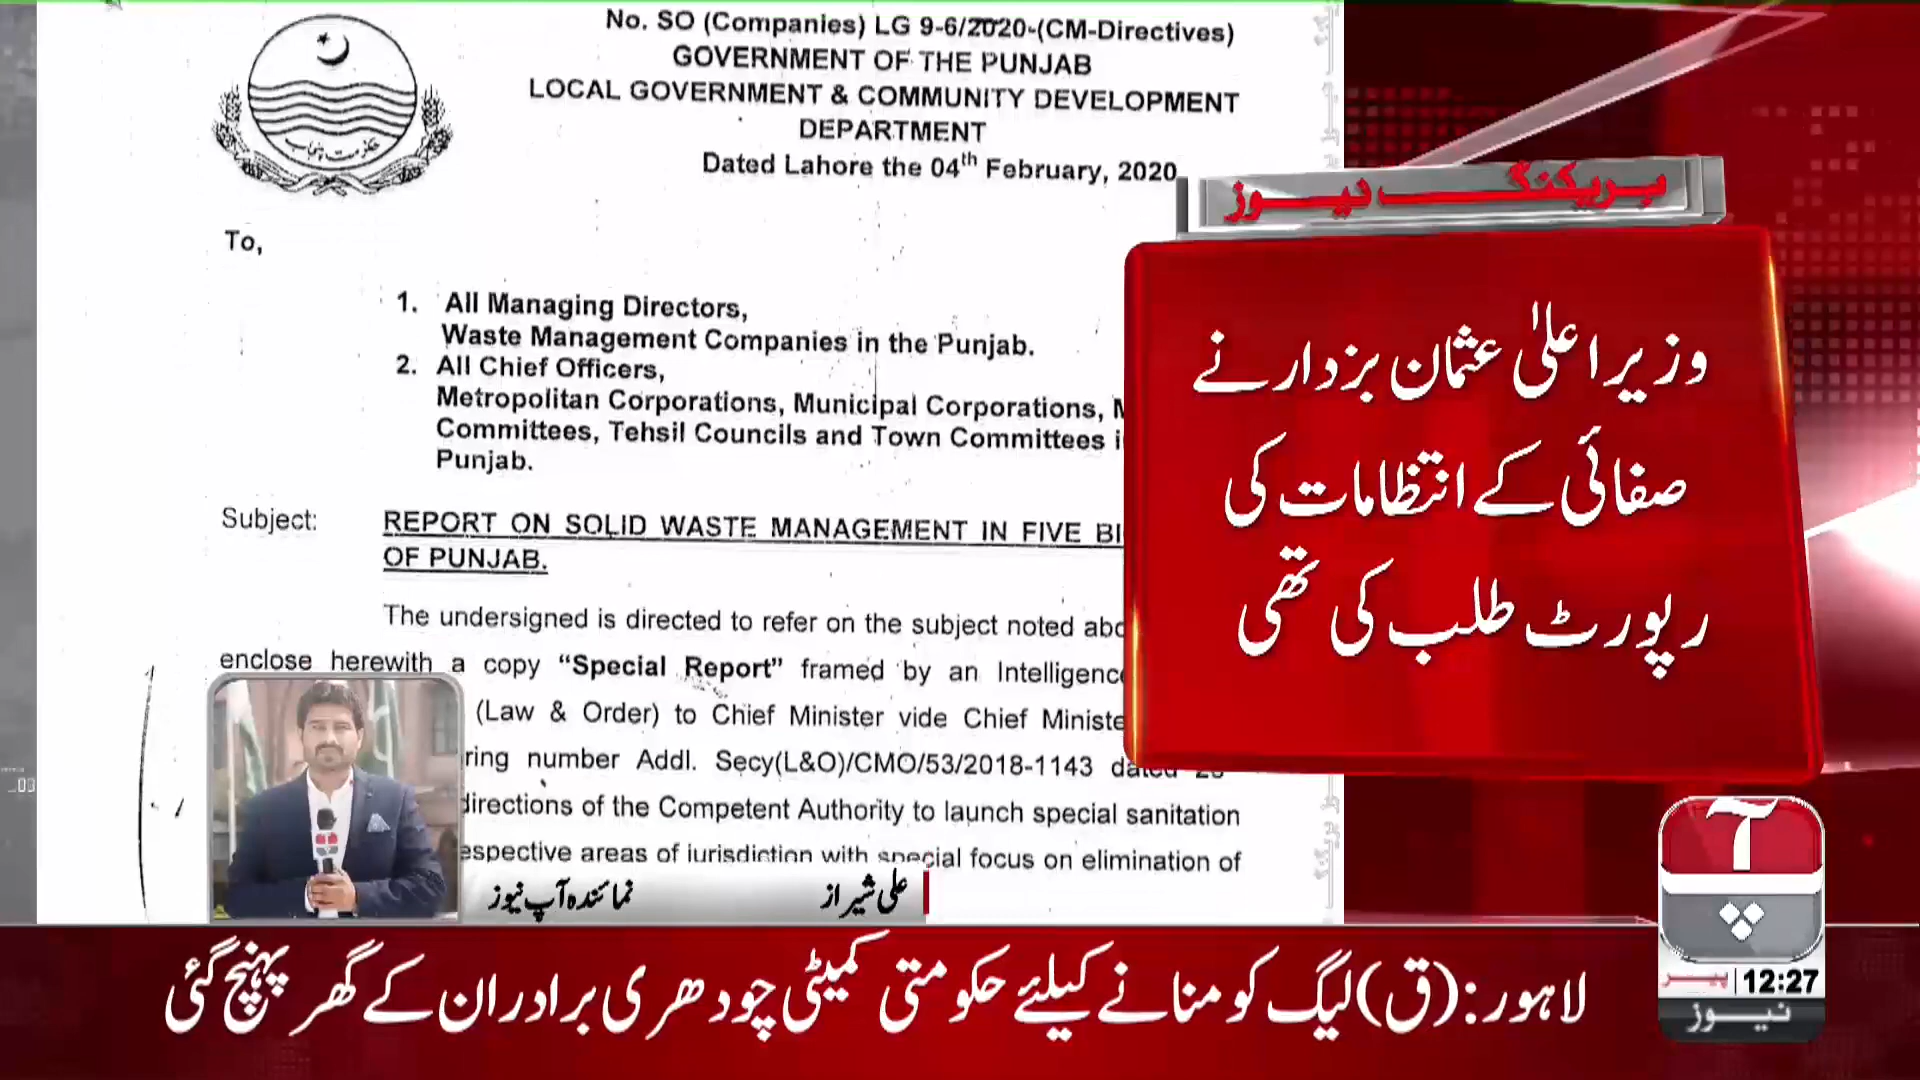 No. SO (Companies) LG 9-6/2020-(CM-Directives)
GOVERNMENT OF THE PUNJAB
LOCAL GOVERNMENT & COMMUNITY DEVELOPMENT
DEPARTMENT
Dated Lahore the 04th February, 2020
حکومت پنجاب
To,
1. All Managing Directors,
Waste Management Companies in the Punjab.
2. All Chief Officers,
Metropolitan Corporations, Municipal Corporations,
Committees, Tehsil Councils and Town Committees
Punjab.
Subject: REPORT ON SOLID WASTE MANAGEMENT IN FIVE
OF PUNJAB.
The undersigned is directed to refer on the subject noted
enclose herewith a copy “Special Report” framed by an
(Law & Order) to Chief Minister vide Chief
number Addl. Secy(L&O)/CMO/53/2018-1143 dated
directions of the Competent Authority to launch special sanitation
areas of jurisdiction with special focus on elimination of
بریکنگ نیوز
وزیراعلیٰ عثمان بزدار نے
صفائی کے انتظامات کی
رپورٹ طلب کی تھی
علی شیراز
نمائندہ آپ نیوز
آپ
پیر 12:27
نیوز
لاہور:(ق)لیگ کو منانے کیلئے حکومتی کمیٹی چودھری برادران کے گھر پہنچ گئی